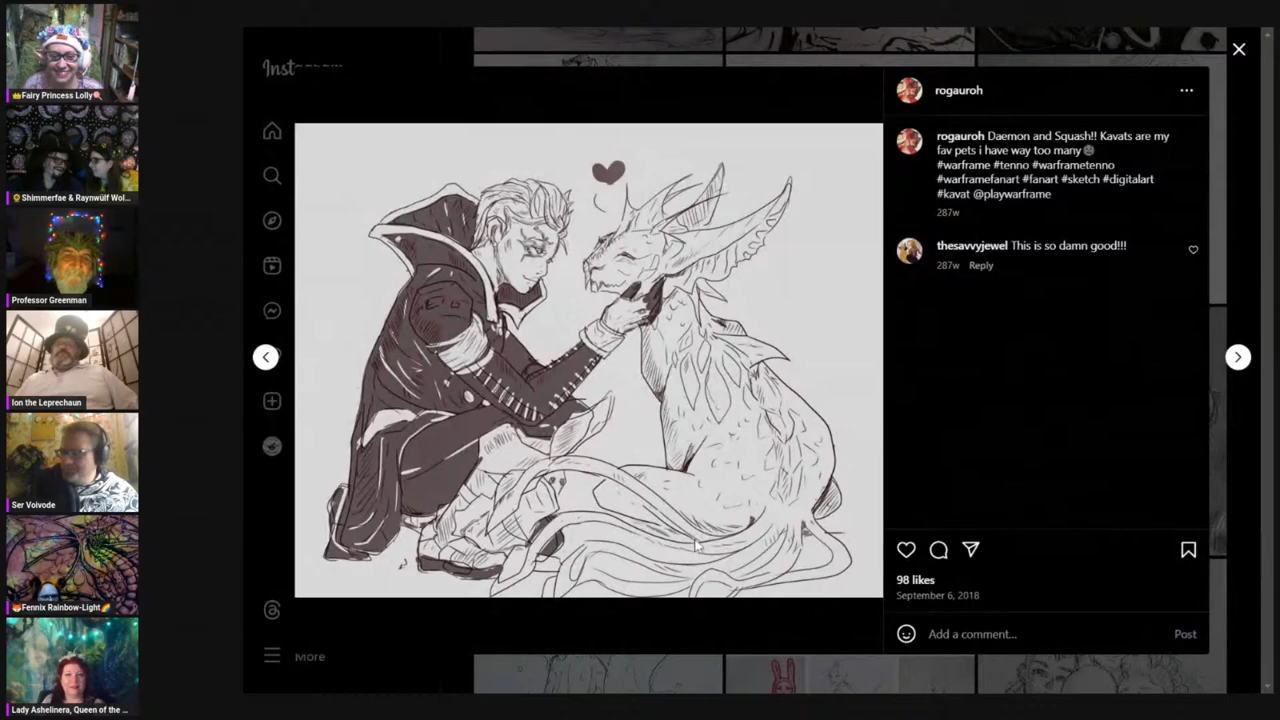 Fairy Princess Lolly
Shimmerfae & Raynwülf Wol...
Professor Greenman
Ion the Leprechaun
Ser Voivode
Fennix Rainbow-Light
Lady Ashelinera, Queen of the ...
More
rogauroh
rogauroh Daemon and Squash!! Kavats are my
fav pets i have way too many
#warframe #tenno #warframetenno
#warframefanart #fanart #sketch #digitalart
#kavat @playwarframe
287w
thesavvyjewel This is so damn good!!!
287w Reply
98 likes
September 6, 2018
Add a comment...
Post